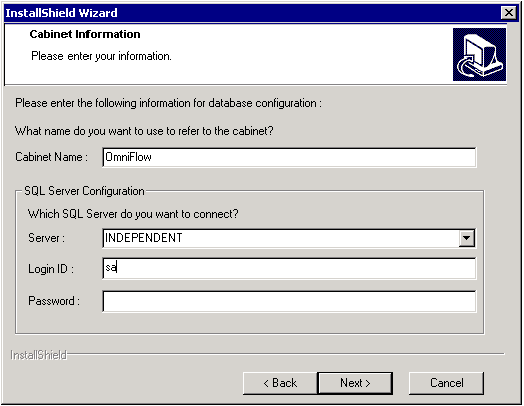 InstallShield Wizard
Cabinet Information
Please enter your information.
Please enter the following information for database configuration :
What name do you want to use to refer to the cabinet?
Cabinet Name : OmniFlow
SQL Server Configuration
Which SQL Server do you want to connect?
Server : INDEPENDENT
Login ID : sa
Password :
InstallShield
< Back Next > Cancel